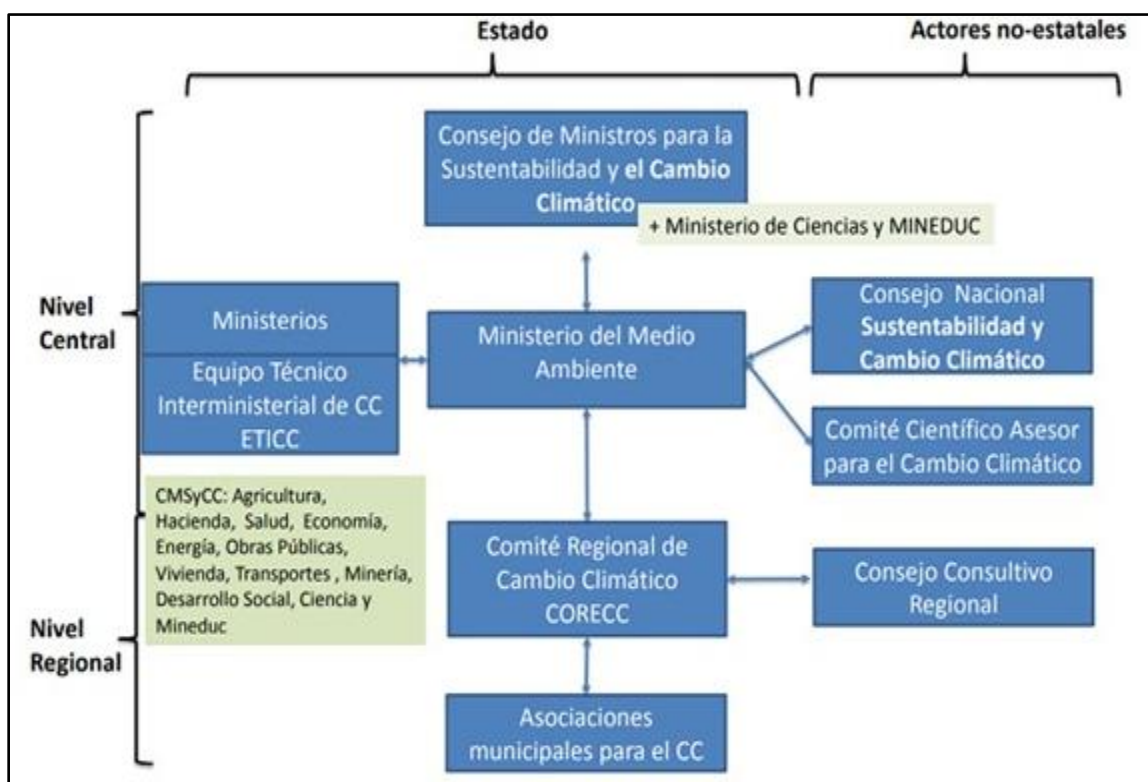 Estado
Actores no-estatales
Consejo de Ministros para la
Sustentabilidad y el Cambio
Climático
+ Ministerio de Ciencias y MINEDUC
Nivel
Central
Ministerios
Equipo Técnico
Interministerial de CC
ETICC
Ministerio del Medio
Ambiente
Consejo Nacional
Sustentabilidad y
Cambio Climático
Comité Científico Asesor
para el Cambio Climático
CMSyCC: Agricultura,
Hacienda, Salud, Economía,
Energía, Obras Públicas,
Vivienda, Transportes , Minería,
Desarrollo Social, Ciencia y
Mineduc
Nivel
Regional
Comité Regional de
Cambio Climático
CORECC
Consejo Consultivo
Regional
Asociaciones
municipales para el CC